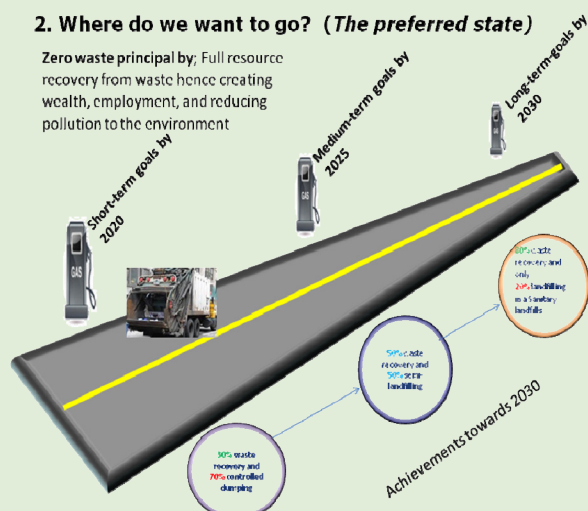 2. Where do we want to go?  (The preferred state)
Zero waste principal by; Full resource
recovery from waste hence creating
wealth, employment, and reducing
pollution to the environment
Short-term goals by
2020
Medium-term goals by
2025
Long-term-goals by
2030
GAS
GAS
GAS
30% waste
recovery and
70% controlled
dumping
50% waste
recovery and
50% semi-
landfilling
80% waste
recovery and
only
20% landfilling
in a Sanitary
landfills
Achievements towards 2030